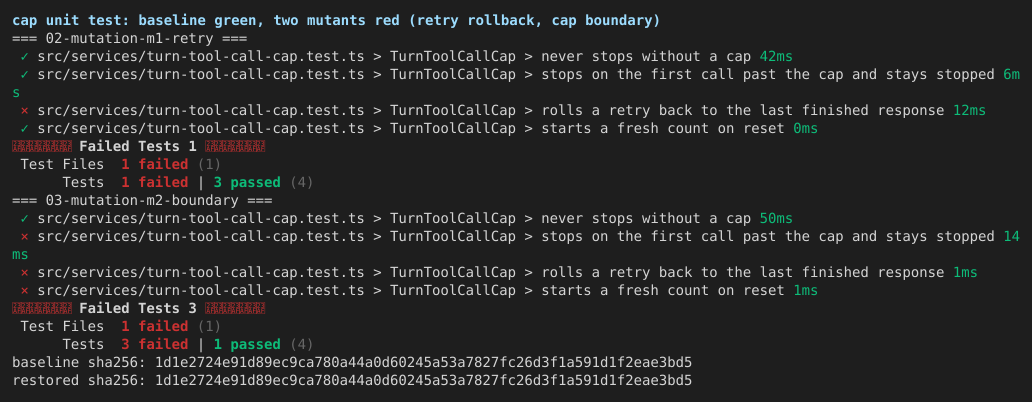 cap unit test: baseline green, two mutants red (retry rollback, cap boundary)
=== 02-mutation-m1-retry ===
✓ src/services/turn-tool-call-cap.test.ts > TurnToolCallCap > never stops without a cap 42ms
✓ src/services/turn-tool-call-cap.test.ts > TurnToolCallCap > stops on the first call past the cap and stays stopped 6m
s
× src/services/turn-tool-call-cap.test.ts > TurnToolCallCap > rolls a retry back to the last finished response 12ms
✓ src/services/turn-tool-call-cap.test.ts > TurnToolCallCap > starts a fresh count on reset 0ms
Failed Tests 1
Test Files  1 failed (1)
Tests  1 failed | 3 passed (4)
=== 03-mutation-m2-boundary ===
✓ src/services/turn-tool-call-cap.test.ts > TurnToolCallCap > never stops without a cap 50ms
× src/services/turn-tool-call-cap.test.ts > TurnToolCallCap > stops on the first call past the cap and stays stopped 14
ms
× src/services/turn-tool-call-cap.test.ts > TurnToolCallCap > rolls a retry back to the last finished response 1ms
× src/services/turn-tool-call-cap.test.ts > TurnToolCallCap > starts a fresh count on reset 1ms
Failed Tests 3
Test Files  1 failed (1)
Tests  3 failed | 1 passed (4)
baseline sha256: 1d1e2724e91d89ec9ca780a44a0d60245a53a7827fc26d3f1a591d1f2eae3bd5
restored sha256: 1d1e2724e91d89ec9ca780a44a0d60245a53a7827fc26d3f1a591d1f2eae3bd5